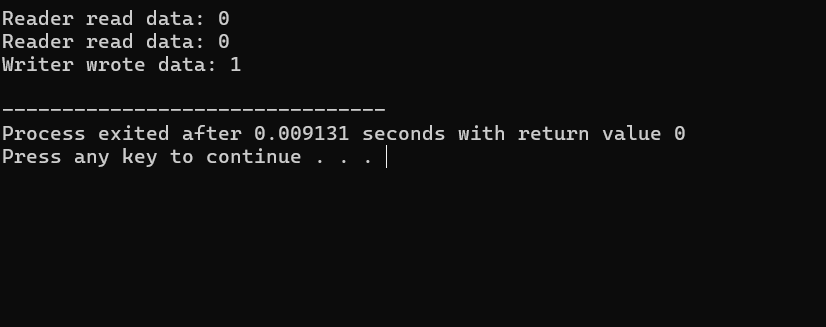 Reader read data: 0
Reader read data: 0
Writer wrote data: 1
--------------------------------
Process exited after 0.009131 seconds with return value 0
Press any key to continue . . .